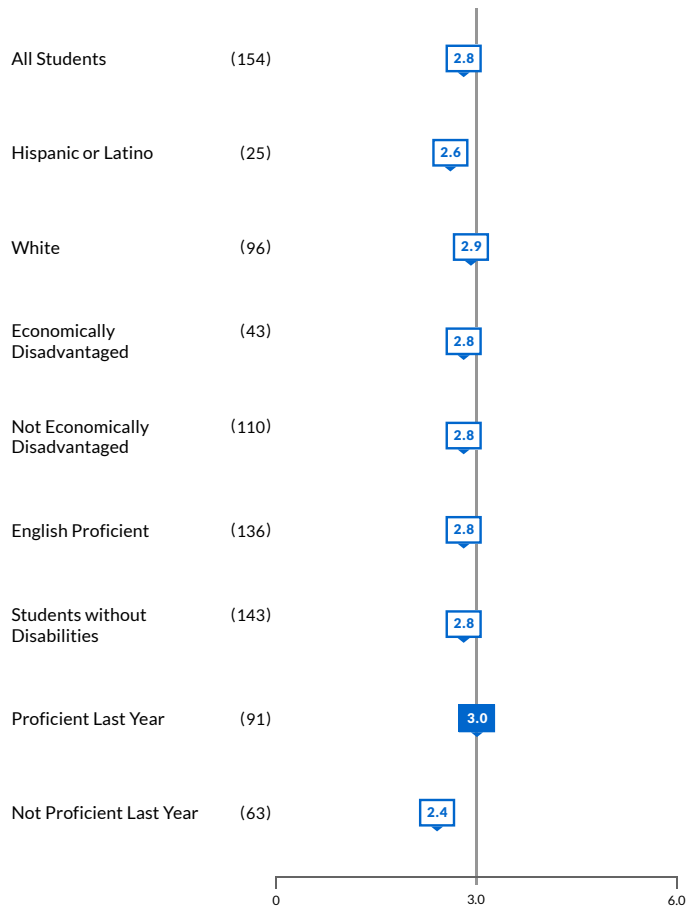 All Students (154) 2.8
Hispanic or Latino (25) 2.6
White (96) 2.9
Economically (43)
Disadvantaged 2.8
Not Economically (110)
Disadvantaged 2.8
English Proficient (136) 2.8
Students without (143)
Disabilities 2.8
Proficient Last Year (91) 3.0
Not Proficient Last Year (63) 2.4
0 3.0 6.0